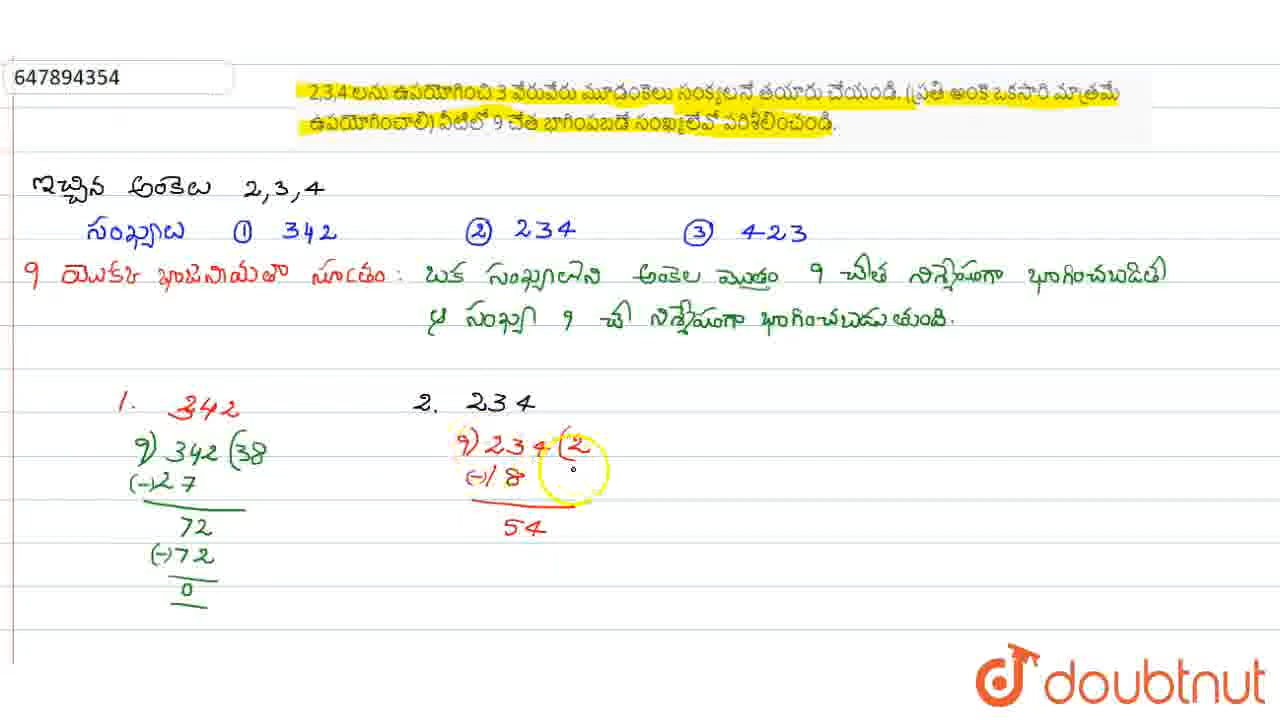 647894354
2,3,4 లను ఉపయోగించి 3 వేరువేరు మూడంకెలు సంక్యలనే తయారు చేయండి. (ప్రతి అంకె ఒకసారి మాత్రమే
ఉపయోగించాలి) వీటిలో 9 చేత భాగింపబడే సంఖ్యలేవో పరిశీలించండి.
ఇచ్చిన అంకెలు 2,3,4
సంఖ్యలు ① 342 ② 234 ③ 423
9 యొక్క భాజనీయతా సూత్రం : ఒక సంఖ్యలోని అంకెల మొత్తం 9 చేత నిశ్శేషంగా భాగించబడితే
ఆ సంఖ్య 9 చే నిశ్శేషంగా భాగించబడుతుంది.
1. 342 2. 234
9) 342 (38 9) 234 (2
(-) 27 (-) 18
72 54
(-) 72
0
doubtnut